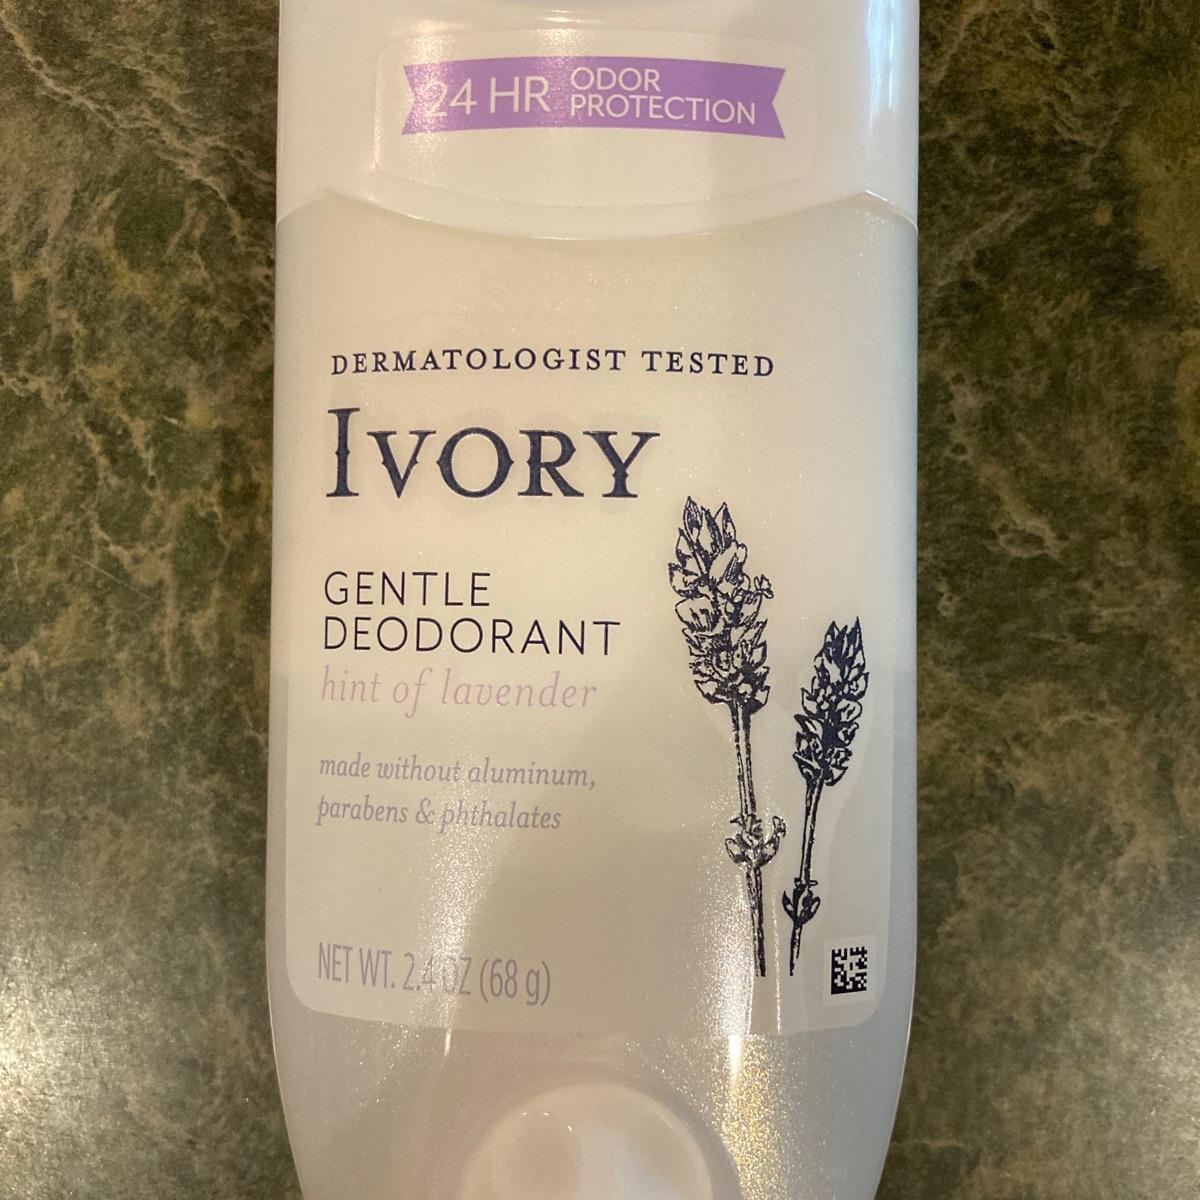 24 HR ODOR
PROTECTION
DERMATOLOGIST TESTED
IVORY
GENTLE
DEODORANT
hint of lavender
made without aluminum,
parabens & phthalates
NET WT. 2.4 OZ (68 g)